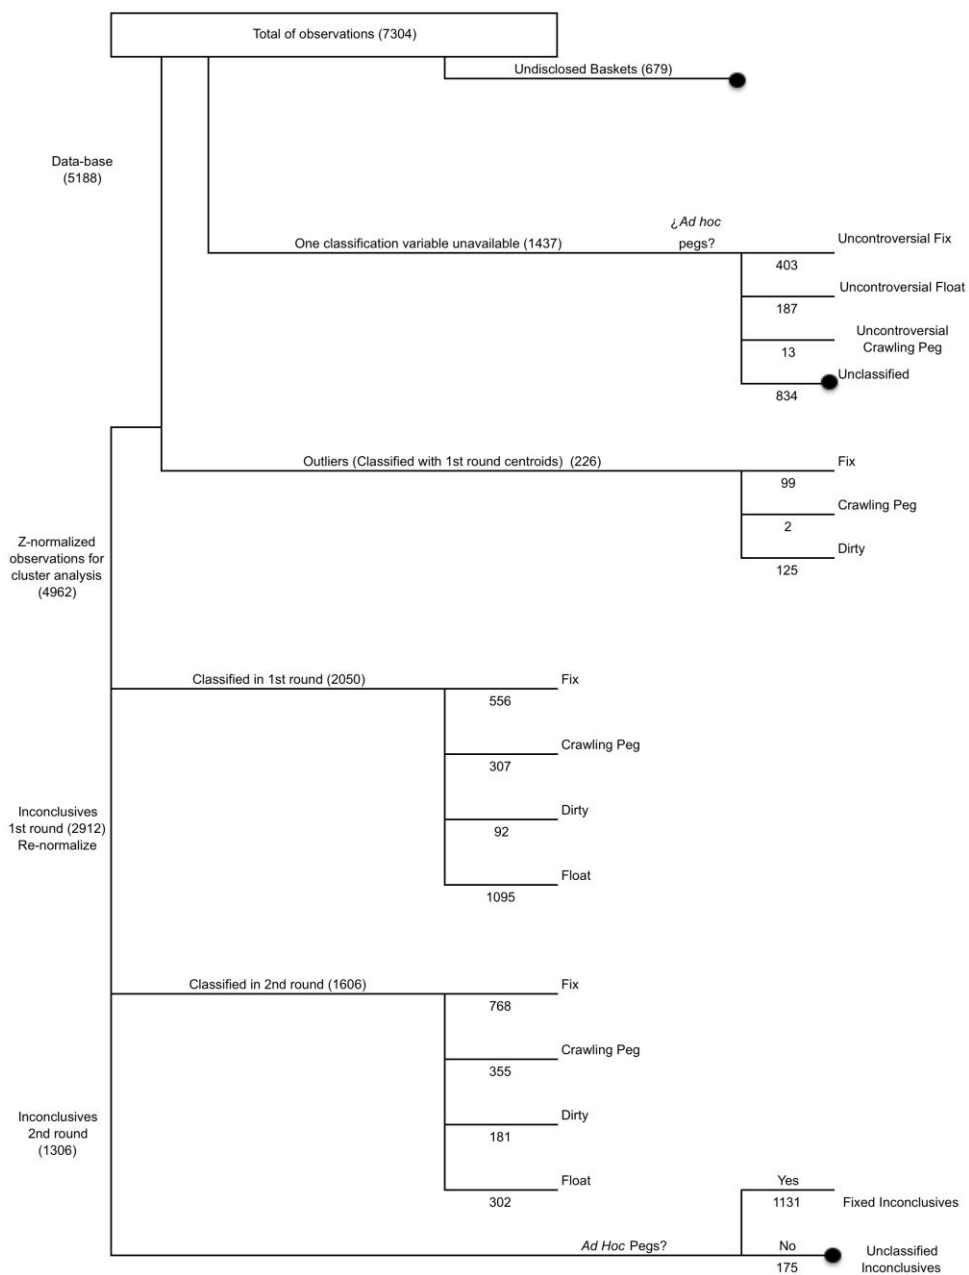 Total of observations (7304)
Undisclosed Baskets (679)
Data-base
(5188)
¿Ad hoc
pegs?
One classification variable unavailable (1437)
Uncontroversial Fix
403
Uncontroversial Float
187
Uncontroversial
Crawling Peg
13
Unclassified
834
Outliers (Classified with 1st round centroids) (226)
Fix
99
Crawling Peg
2
Dirty
125
Z-normalized
observations for
cluster analysis
(4962)
Classified in 1st round (2050)
Fix
556
Crawling Peg
307
Dirty
92
Float
1095
Inconclusives
1st round (2912)
Re-normalize
Classified in 2nd round (1606)
Fix
768
Crawling Peg
355
Dirty
181
Float
302
Inconclusives
2nd round
(1306)
Ad Hoc Pegs?
Yes
1131
Fixed Inconclusives
No
175
Unclassified
Inconclusives